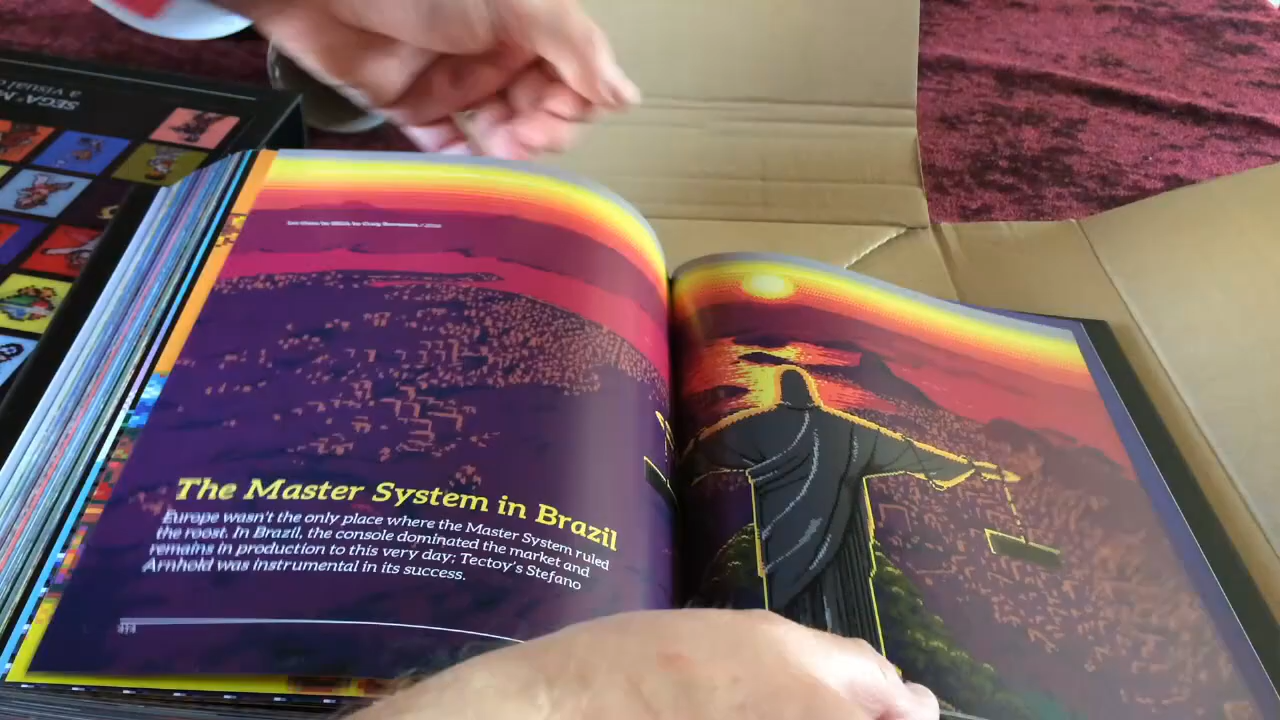 SEGA®
a visual
The Master System in Brazil
Europe wasn't the only place where the Master System ruled
the roost. In Brazil, the console dominated the market and
remains in production to this very day; Tectoy's Stefano
Arnhold was instrumental in its success.